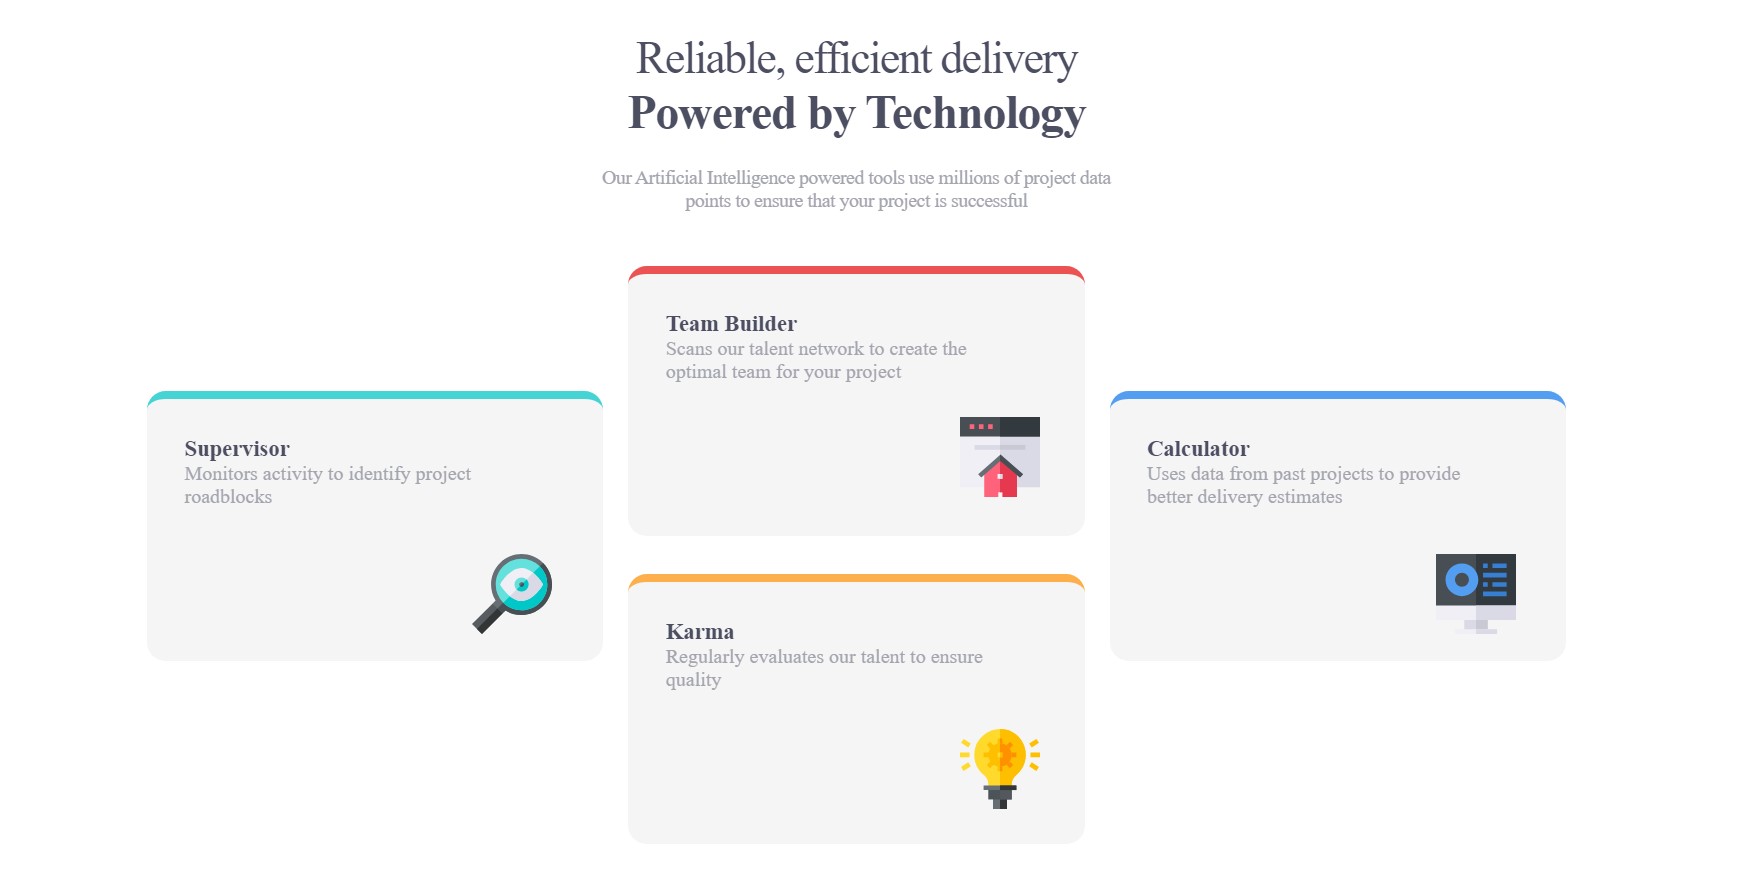 Reliable, efficient delivery
Powered by Technology
Our Artificial Intelligence powered tools use millions of project data
points to ensure that your project is successful
Supervisor
Monitors activity to identify project
roadblocks
Team Builder
Scans our talent network to create the
optimal team for your project
Karma
Regularly evaluates our talent to ensure
quality
Calculator
Uses data from past projects to provide
better delivery estimates